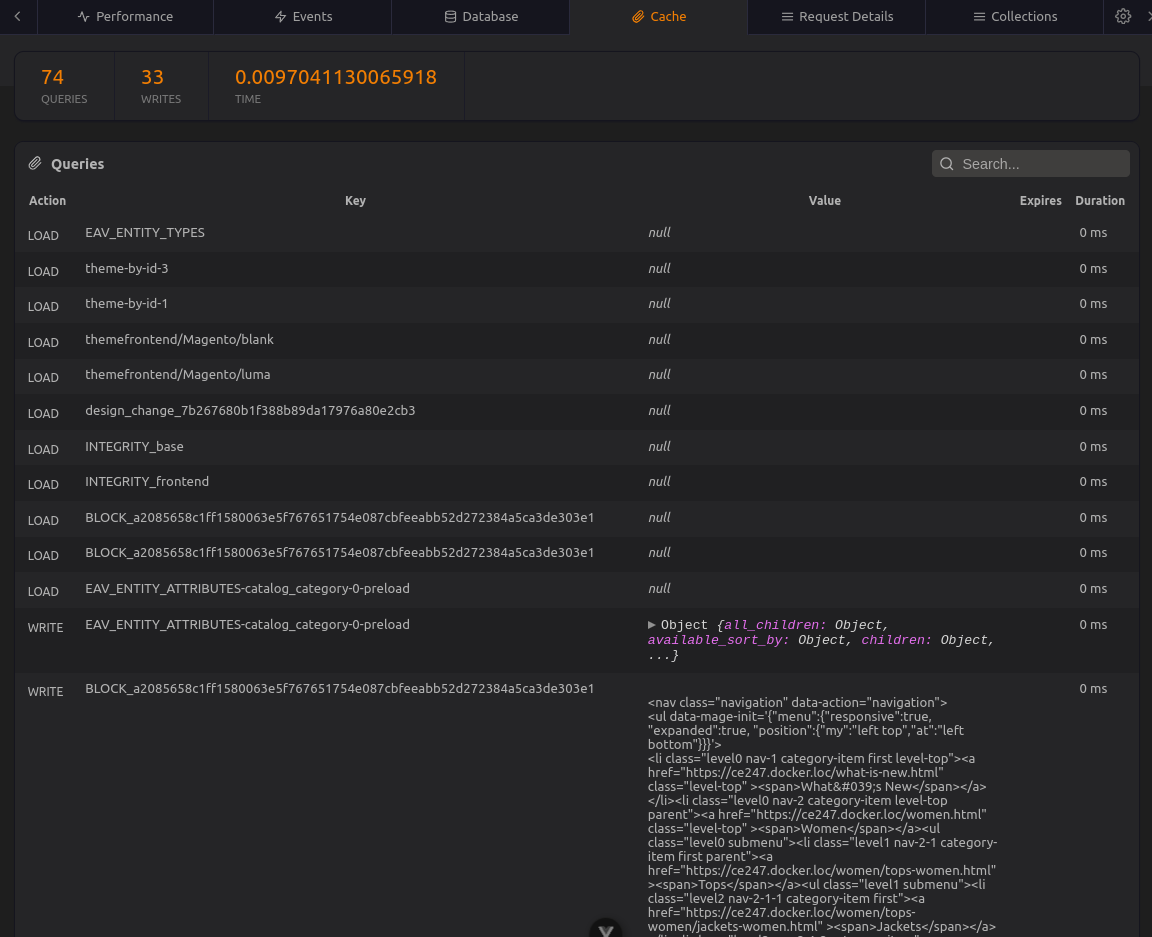 Performance
Events
Database
Cache
Request Details
Collections
74
QUERIES
33
WRITES
0.0097041130065918
TIME
Queries
Search...
Action Key Value Expires Duration
LOAD EAV_ENTITY_TYPES null 0 ms
LOAD theme-by-id-3 null 0 ms
LOAD theme-by-id-1 null 0 ms
LOAD themefrontend/Magento/blank null 0 ms
LOAD themefrontend/Magento/luma null 0 ms
LOAD design_change_7b267680b1f388b89da17976a80e2cb3 null 0 ms
LOAD INTEGRITY_base null 0 ms
LOAD INTEGRITY_frontend null 0 ms
LOAD BLOCK_a2085658c1ff1580063e5f767651754e087cbfeeabb52d272384a5ca3de303e1 null 0 ms
LOAD BLOCK_a2085658c1ff1580063e5f767651754e087cbfeeabb52d272384a5ca3de303e1 null 0 ms
LOAD EAV_ENTITY_ATTRIBUTES-catalog_category-0-preload null 0 ms
WRITE EAV_ENTITY_ATTRIBUTES-catalog_category-0-preload ▶ Object {all_children: Object, 0 ms
available_sort_by: Object, children: Object,
...}
WRITE BLOCK_a2085658c1ff1580063e5f767651754e087cbfeeabb52d272384a5ca3de303e1 0 ms
<nav class="navigation" data-action="navigation">
<ul data-mage-init='{"menu":{"responsive":true,
"expanded":true, "position":{"my":"left top","at":"left
bottom"}}}'>
<li class="level0 nav-1 category-item first level-top"><a
href="https://ce247.docker.loc/what-is-new.html"
class="level-top" ><span>What&#039;s New</span></a>
</li><li class="level0 nav-2 category-item level-top
parent"><a href="https://ce247.docker.loc/women.html"
class="level-top" ><span>Women</span></a><ul
class="level0 submenu"><li class="level1 nav-2-1 category-
item first parent"><a
href="https://ce247.docker.loc/women/tops-women.html"
><span>Tops</span></a><ul class="level1 submenu"><li
class="level2 nav-2-1-1 category-item first"><a
href="https://ce247.docker.loc/women/tops-
women/jackets-women.html" ><span>Jackets</span></a>